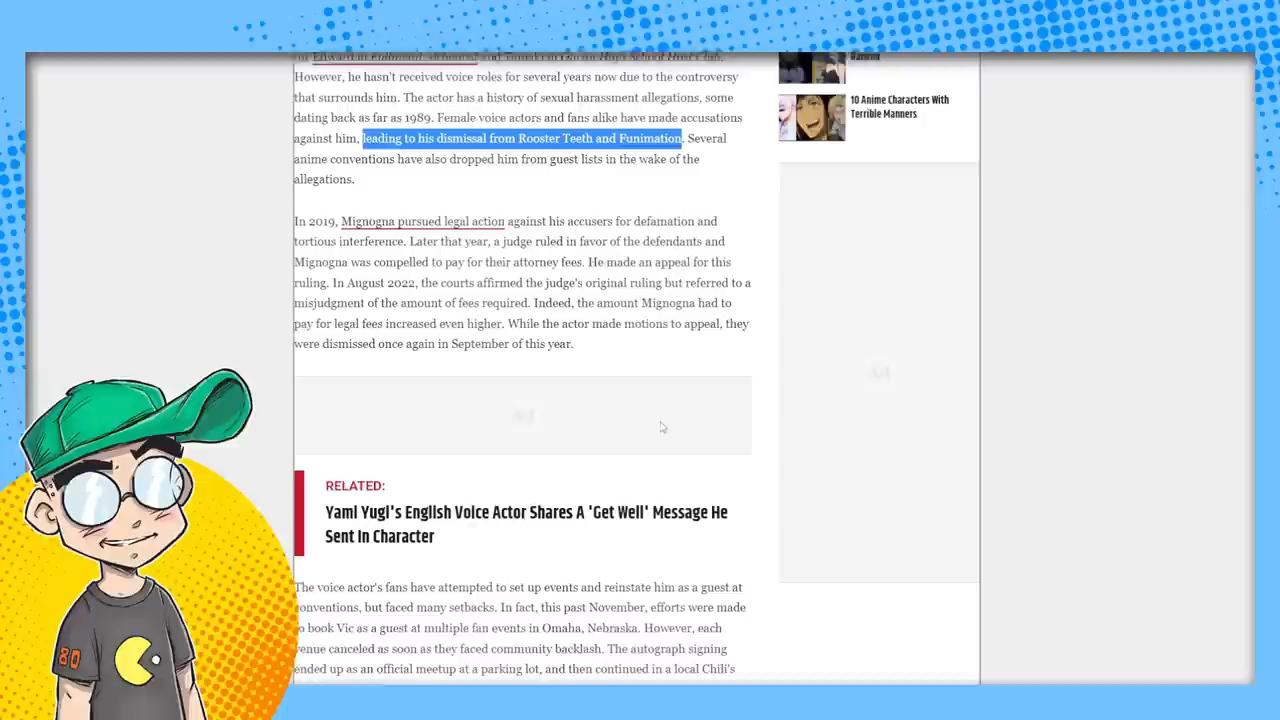 However, he hasn't received voice roles for several years now due to the controversy
that surrounds him. The actor has a history of sexual harassment allegations, some
dating back as far as 1989. Female voice actors and fans alike have made accusations
against him, leading to his dismissal from Rooster Teeth and Funimation. Several
anime conventions have also dropped him from guest lists in the wake of the
allegations.
In 2019, Mignogna pursued legal action against his accusers for defamation and
tortious interference. Later that year, a judge ruled in favor of the defendants and
Mignogna was compelled to pay for their attorney fees. He made an appeal for this
ruling. In August 2022, the courts affirmed the judge's original ruling but referred to a
misjudgment of the amount of fees required. Indeed, the amount Mignogna had to
pay for legal fees increased even higher. While the actor made motions to appeal, they
were dismissed once again in September of this year.
Ad
RELATED:
Yami Yugi's English Voice Actor Shares A 'Get Well' Message He
Sent In Character
The voice actor's fans have attempted to set up events and reinstate him as a guest at
conventions, but faced many setbacks. In fact, this past November, efforts were made
to book Vic as a guest at multiple fan events in Omaha, Nebraska. However, each
venue canceled as soon as they faced community backlash. The autograph signing
ended up as an official meetup at a parking lot, and then continued in a local Chili's
10 Anime Characters With
Terrible Manners
Ad
80